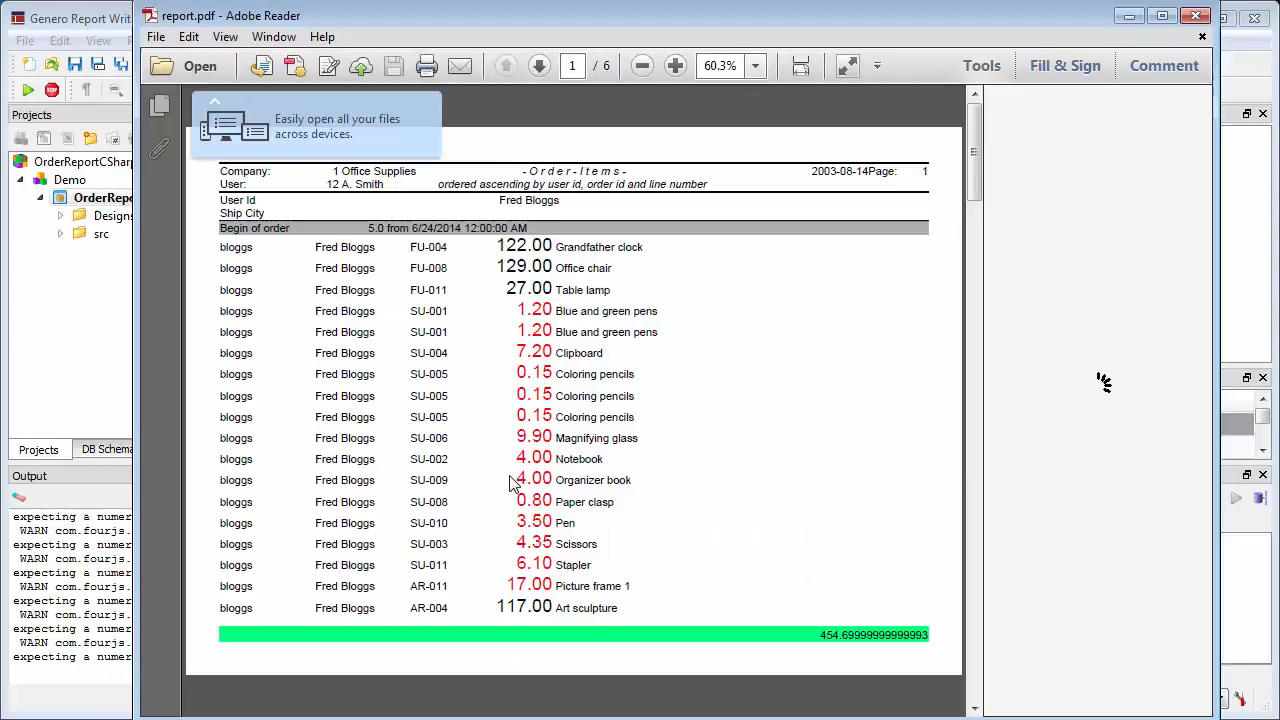 Genero Report Writ
report.pdf - Adobe Reader
File Edit View
File Edit View Window Help
Open 1 / 6 60.3% Tools Fill & Sign Comment
Projects
Easily open all your files
across devices.
OrderReportCSharp
Demo
OrderRepo
Designs
src
Projects DB Schema
Output
expecting a numer
WARN com.fourjs.
expecting a numer
WARN com.fourjs.
expecting a numer
WARN com.fourjs.
expecting a numer
WARN com.fourjs.
expecting a numer
WARN com.fourjs.
expecting a numer
Company: 1 Office Supplies - O r d e r - I t e m s - 2003-08-14Page: 1
User: 12 A. Smith ordered ascending by user id, order id and line number
User Id Fred Bloggs
Ship City
Begin of order 5.0 from 6/24/2014 12:00:00 AM
bloggs Fred Bloggs FU-004 122.00 Grandfather clock
bloggs Fred Bloggs FU-008 129.00 Office chair
bloggs Fred Bloggs FU-011 27.00 Table lamp
bloggs Fred Bloggs SU-001 1.20 Blue and green pens
bloggs Fred Bloggs SU-001 1.20 Blue and green pens
bloggs Fred Bloggs SU-004 7.20 Clipboard
bloggs Fred Bloggs SU-005 0.15 Coloring pencils
bloggs Fred Bloggs SU-005 0.15 Coloring pencils
bloggs Fred Bloggs SU-005 0.15 Coloring pencils
bloggs Fred Bloggs SU-006 9.90 Magnifying glass
bloggs Fred Bloggs SU-002 4.00 Notebook
bloggs Fred Bloggs SU-009 4.00 Organizer book
bloggs Fred Bloggs SU-008 0.80 Paper clasp
bloggs Fred Bloggs SU-010 3.50 Pen
bloggs Fred Bloggs SU-003 4.35 Scissors
bloggs Fred Bloggs SU-011 6.10 Stapler
bloggs Fred Bloggs AR-011 17.00 Picture frame 1
bloggs Fred Bloggs AR-004 117.00 Art sculpture
454.69999999999993